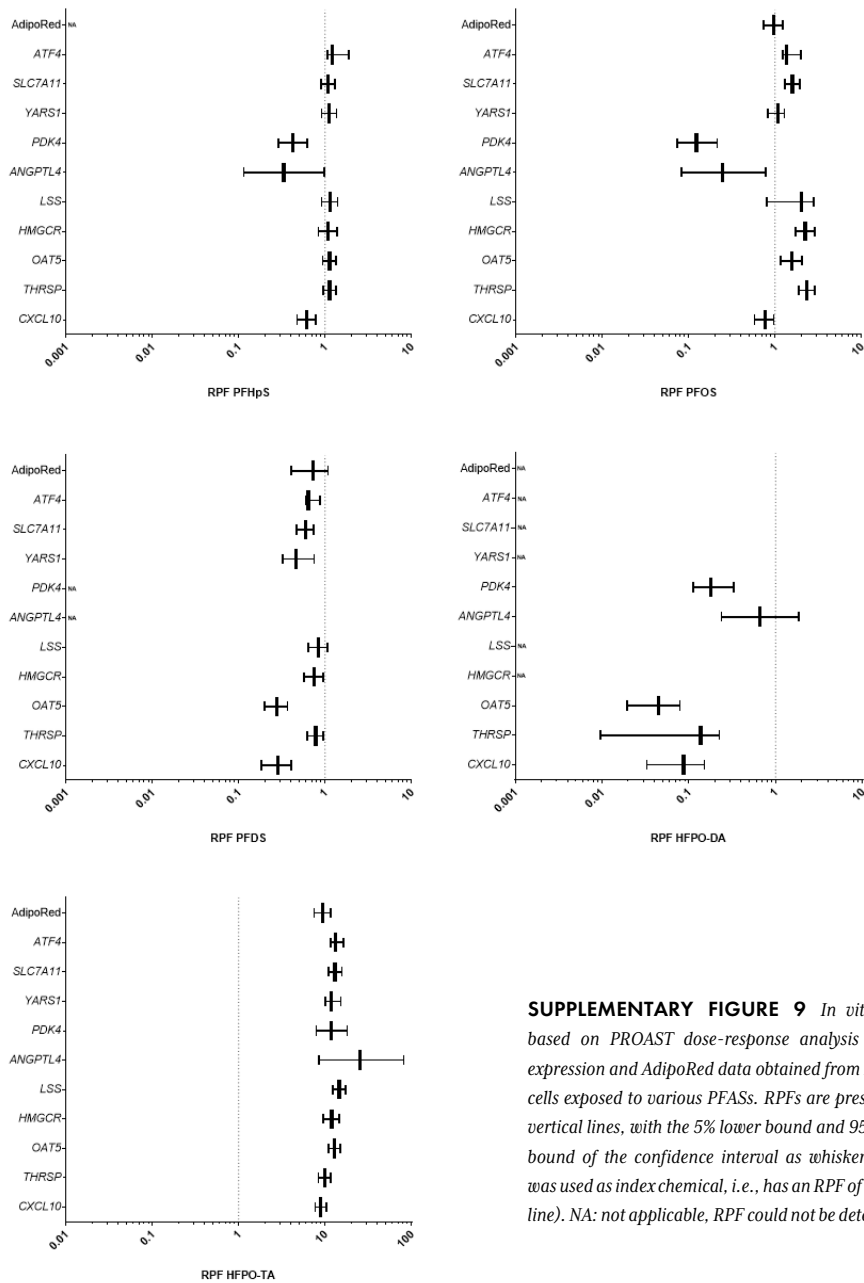 AdipoRed NA
ATF4
SLC7A11
YARS1
PDK4
ANGPTL4
LSS
HMGCR
OAT5
THRSP
CXCL10
0.001 0.01 0.1 1 10
RPF PFHpS
AdipoRed
ATF4
SLC7A11
YARS1
PDK4
ANGPTL4
LSS
HMGCR
OAT5
THRSP
CXCL10
0.001 0.01 0.1 1 10
RPF PFOS
AdipoRed
ATF4
SLC7A11
YARS1
PDK4 NA
ANGPTL4 NA
LSS
HMGCR
OAT5
THRSP
CXCL10
0.001 0.01 0.1 1 10
RPF PFDS
AdipoRed NA
ATF4 NA
SLC7A11 NA
YARS1 NA
PDK4
ANGPTL4
LSS NA
HMGCR NA
OAT5
THRSP
CXCL10
0.001 0.01 0.1 1 10
RPF HFPO-DA
AdipoRed
ATF4
SLC7A11
YARS1
PDK4
ANGPTL4
LSS
HMGCR
OAT5
THRSP
CXCL10
0.01 0.1 1 10 100
RPF HFPO-TA
SUPPLEMENTARY FIGURE 9 In vit
based on PROAST dose-response analysis
expression and AdipoRed data obtained from
cells exposed to various PFASs. RPFs are pres
vertical lines, with the 5% lower bound and 95
bound of the confidence interval as whisker
was used as index chemical, i.e., has an RPF of
line). NA: not applicable, RPF could not be dete